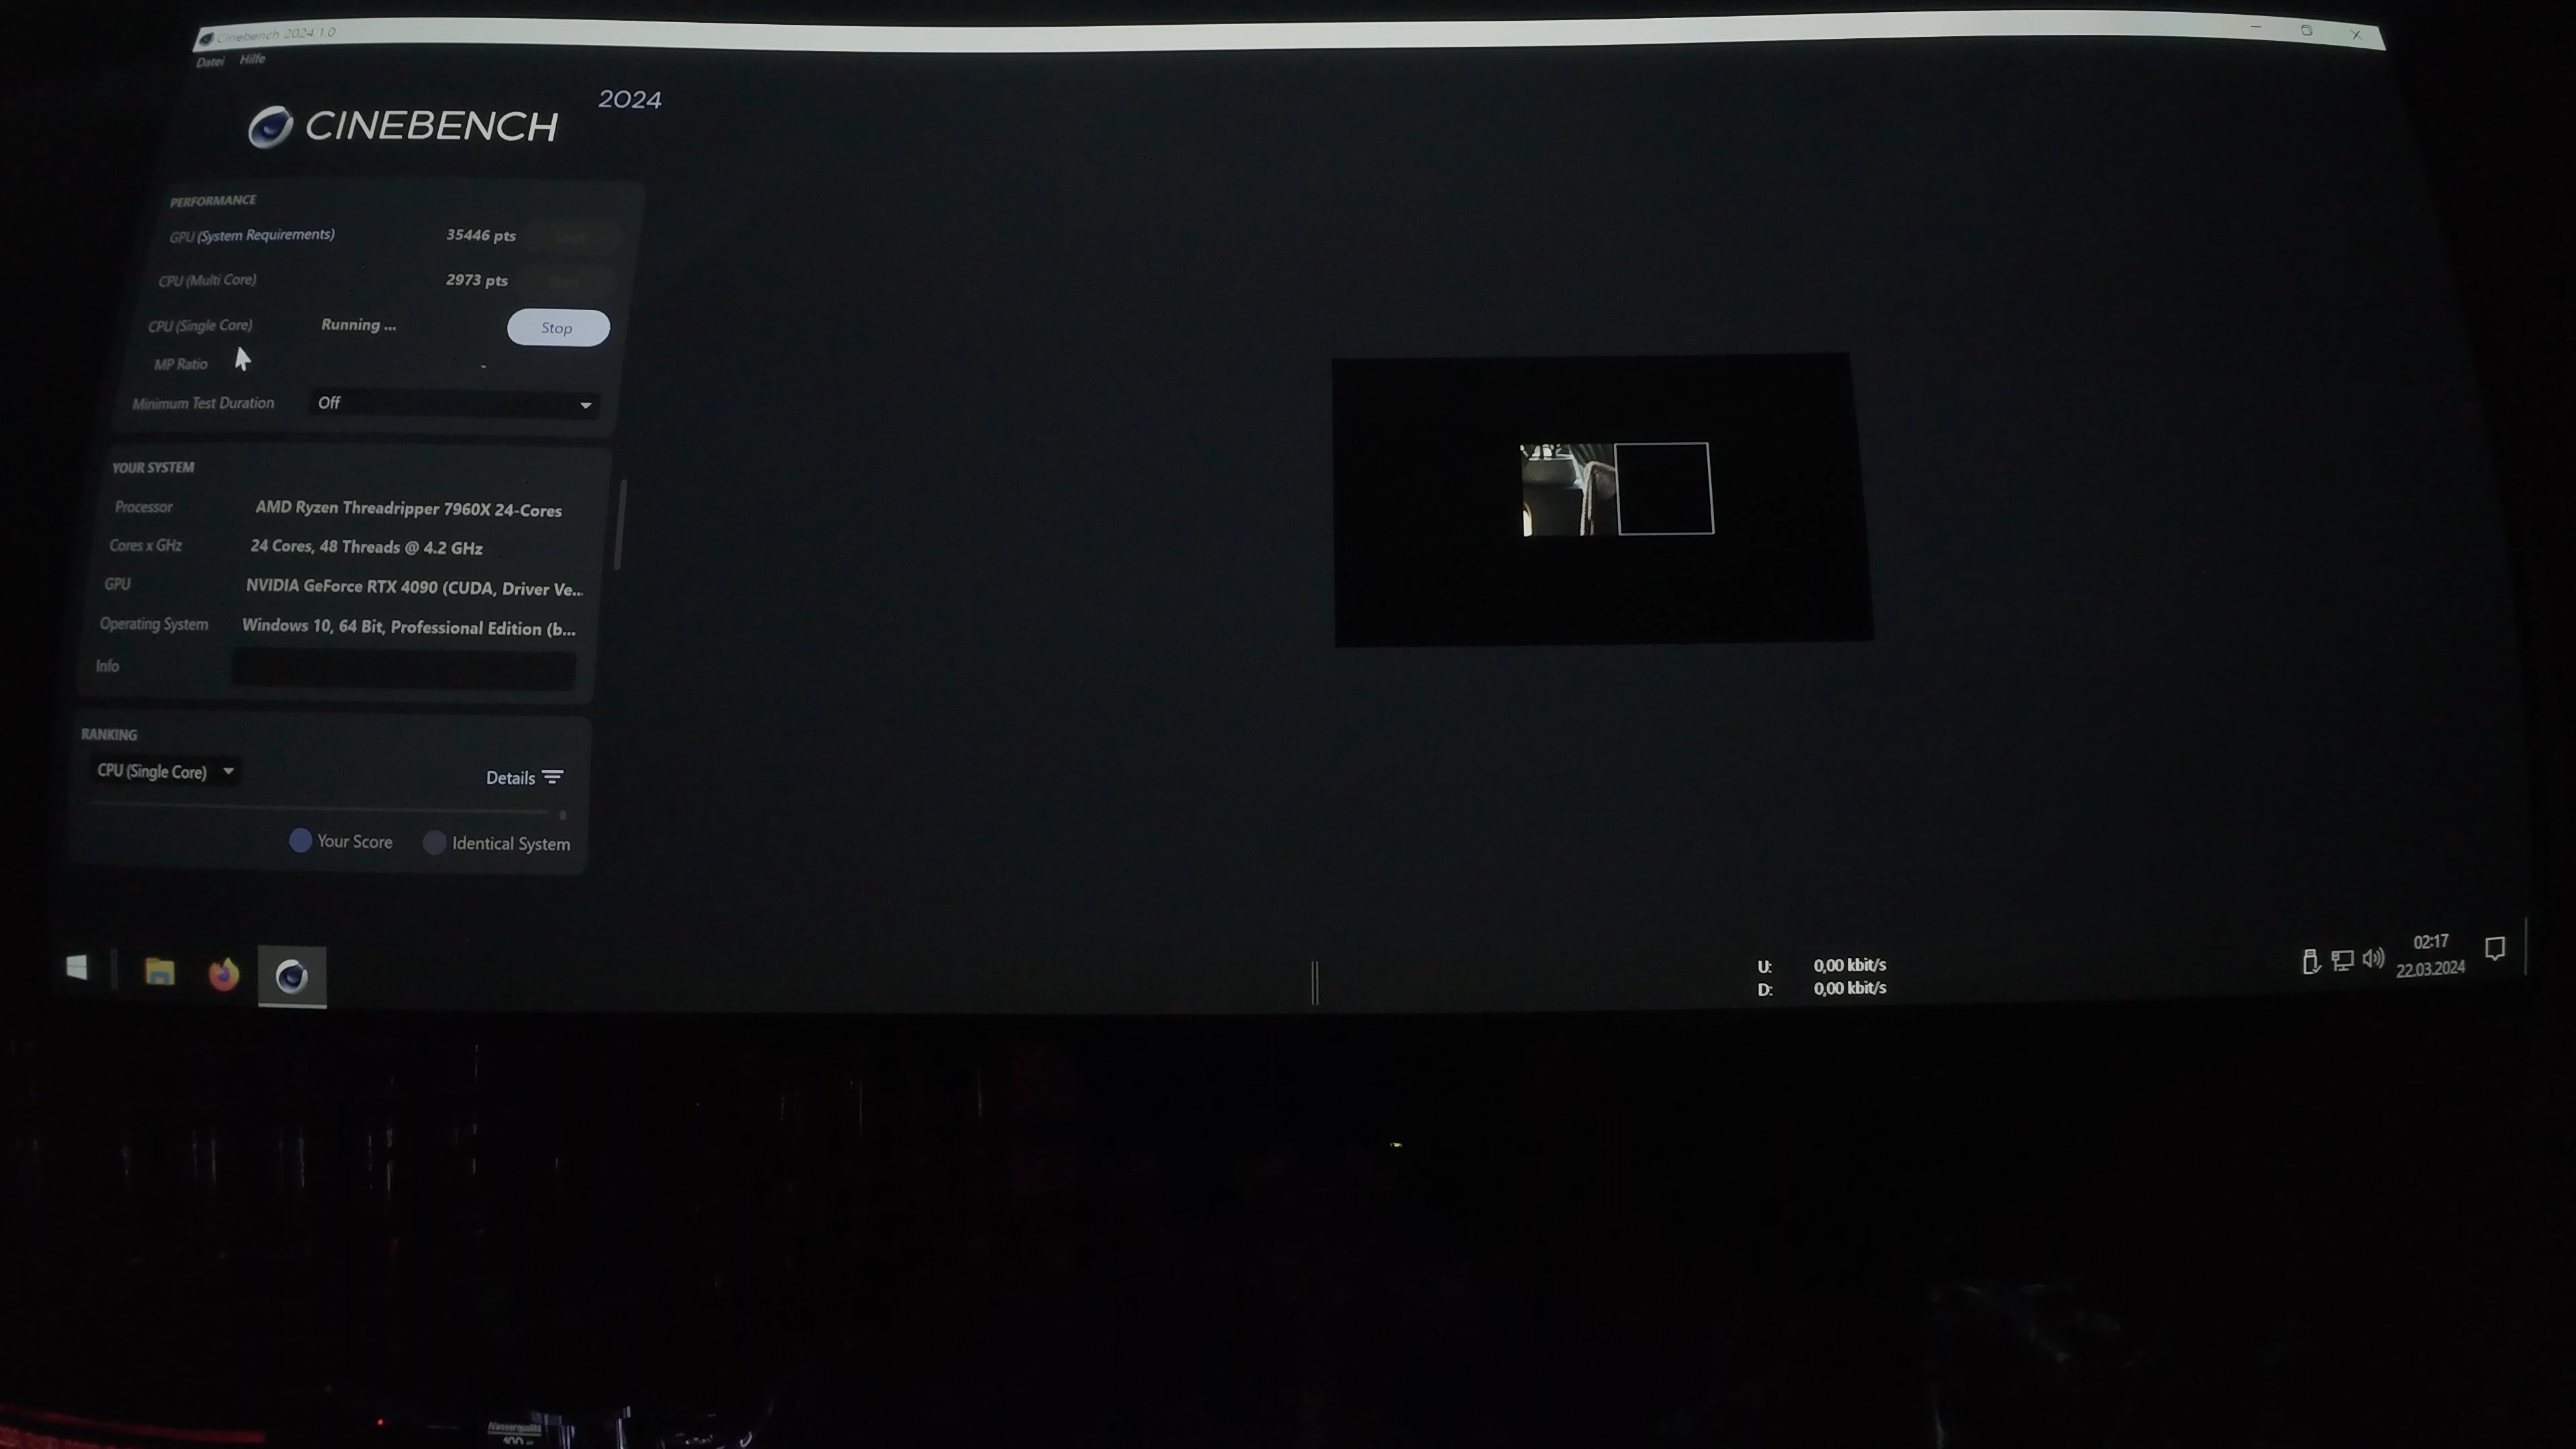 Cinebench 2024.1.0
Datei Hilfe
CINEBENCH 2024
PERFORMANCE
GPU (System Requirements) 35446 pts Start
CPU (Multi Core) 2973 pts Start
CPU (Single Core) Running ... Stop
MP Ratio -
Minimum Test Duration Off
YOUR SYSTEM
Processor AMD Ryzen Threadripper 7960X 24-Cores
Cores x GHz 24 Cores, 48 Threads @ 4.2 GHz
GPU NVIDIA GeForce RTX 4090 (CUDA, Driver Ve...
Operating System Windows 10, 64 Bit, Professional Edition (b...
Info
RANKING
CPU (Single Core) Details
Your Score Identical System
U: 0,00 kbit/s
D: 0,00 kbit/s
02:17
22.03.2024